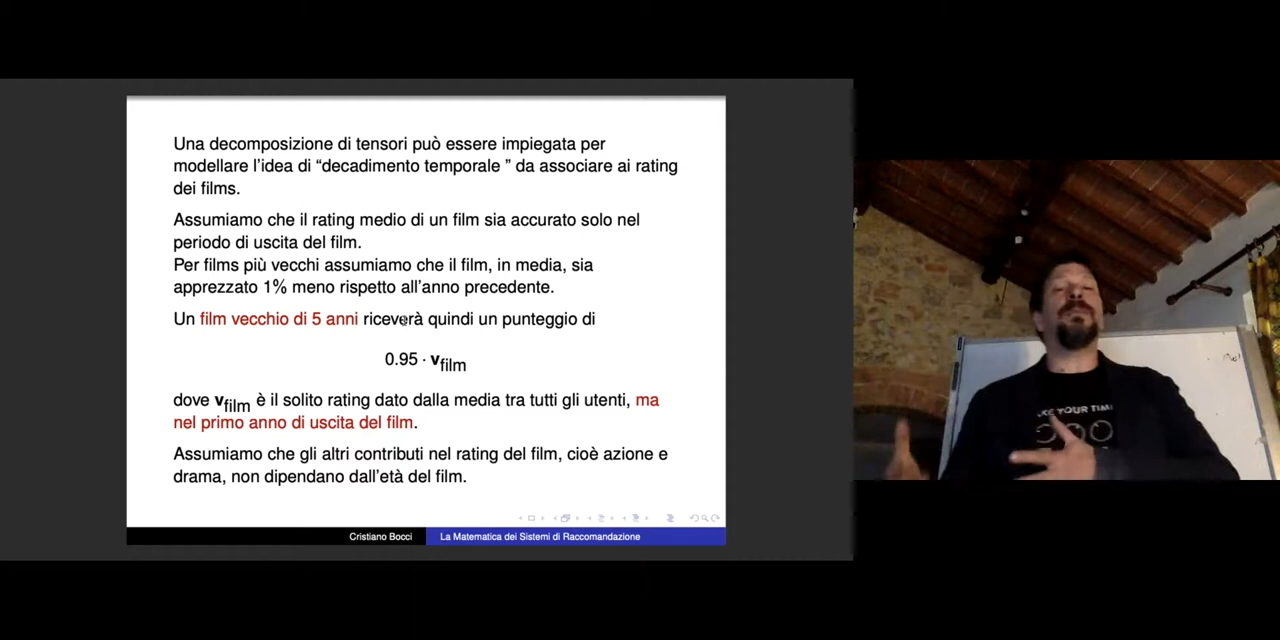 Una decomposizione di tensori può essere impiegata per
modellare l'idea di "decadimento temporale " da associare ai rating
dei films.
Assumiamo che il rating medio di un film sia accurato solo nel
periodo di uscita del film.
Per films più vecchi assumiamo che il film, in media, sia
apprezzato 1% meno rispetto all'anno precedente.
Un film vecchio di 5 anni riceverà quindi un punteggio di
0.95 · v_film
dove v_film è il solito rating dato dalla media tra tutti gli utenti, ma
nel primo anno di uscita del film.
Assumiamo che gli altri contributi nel rating del film, cioè azione e
drama, non dipendano dall'età del film.
Cristiano Bocci
La Matematica dei Sistemi di Raccomandazione
YOUR TIME